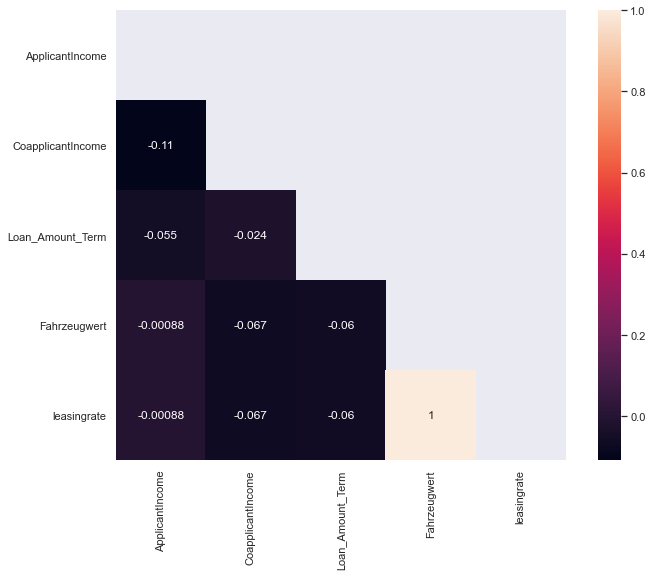 ApplicantIncome
CoapplicantIncome
-0.11
Loan_Amount_Term
-0.055 -0.024
Fahrzeugwert
-0.00088 -0.067 -0.06
leasingrate
-0.00088 -0.067 -0.06 1
ApplicantIncome
CoapplicantIncome
Loan_Amount_Term
Fahrzeugwert
leasingrate
1.0
0.8
0.6
0.4
0.2
0.0